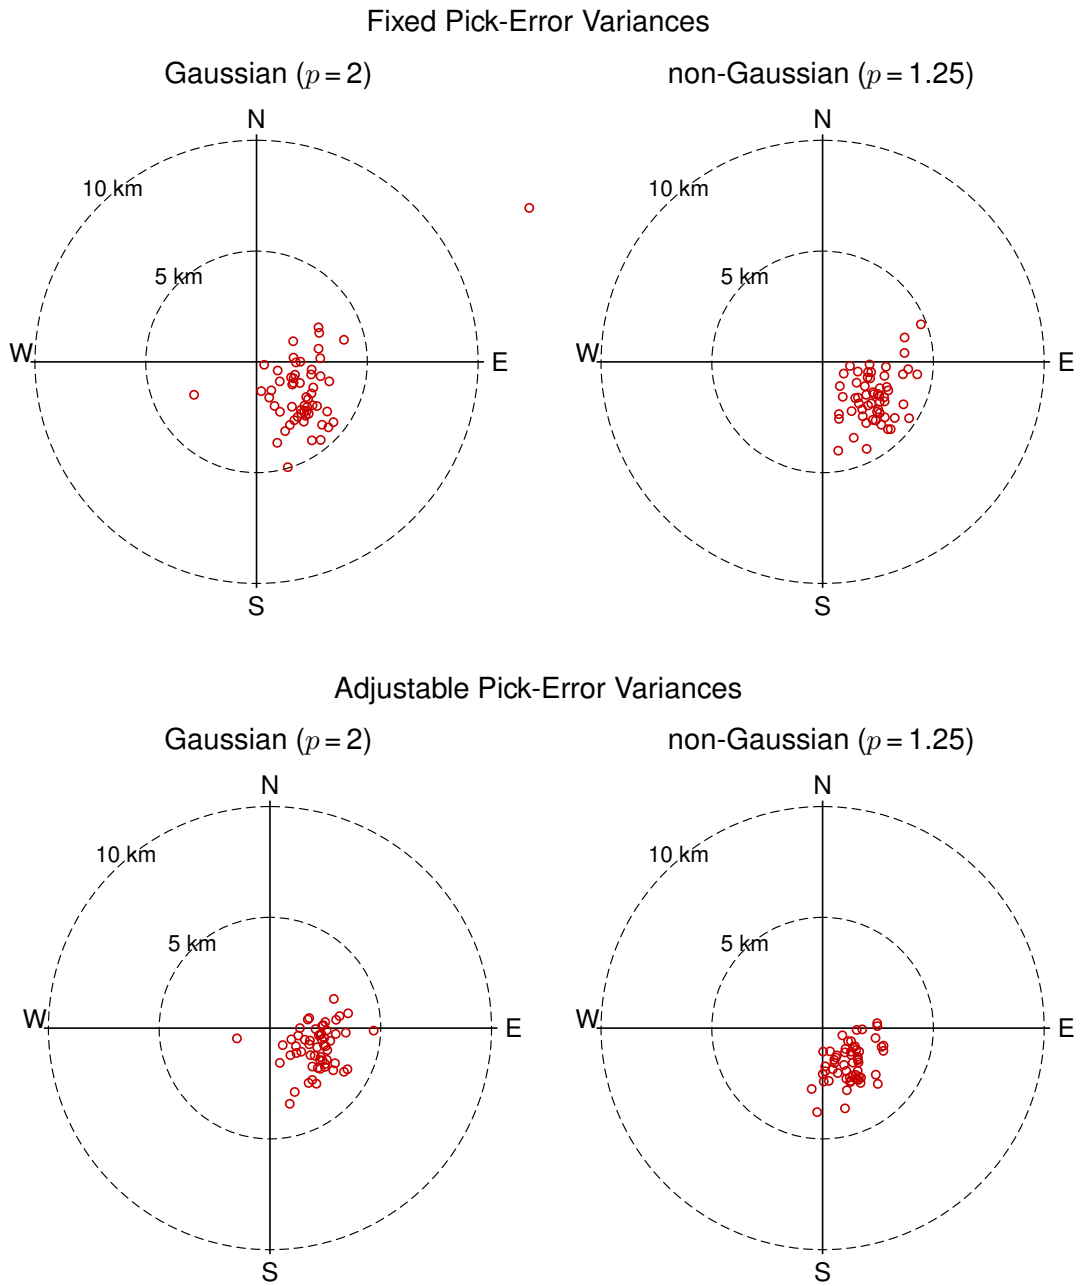 Fixed Pick-Error Variances
Gaussian (p = 2)
non-Gaussian (p = 1.25)
N
N
10 km
10 km
5 km
5 km
W
E
W
E
S
S
Adjustable Pick-Error Variances
Gaussian (p = 2)
non-Gaussian (p = 1.25)
N
N
10 km
10 km
5 km
5 km
W
E
W
E
S
S